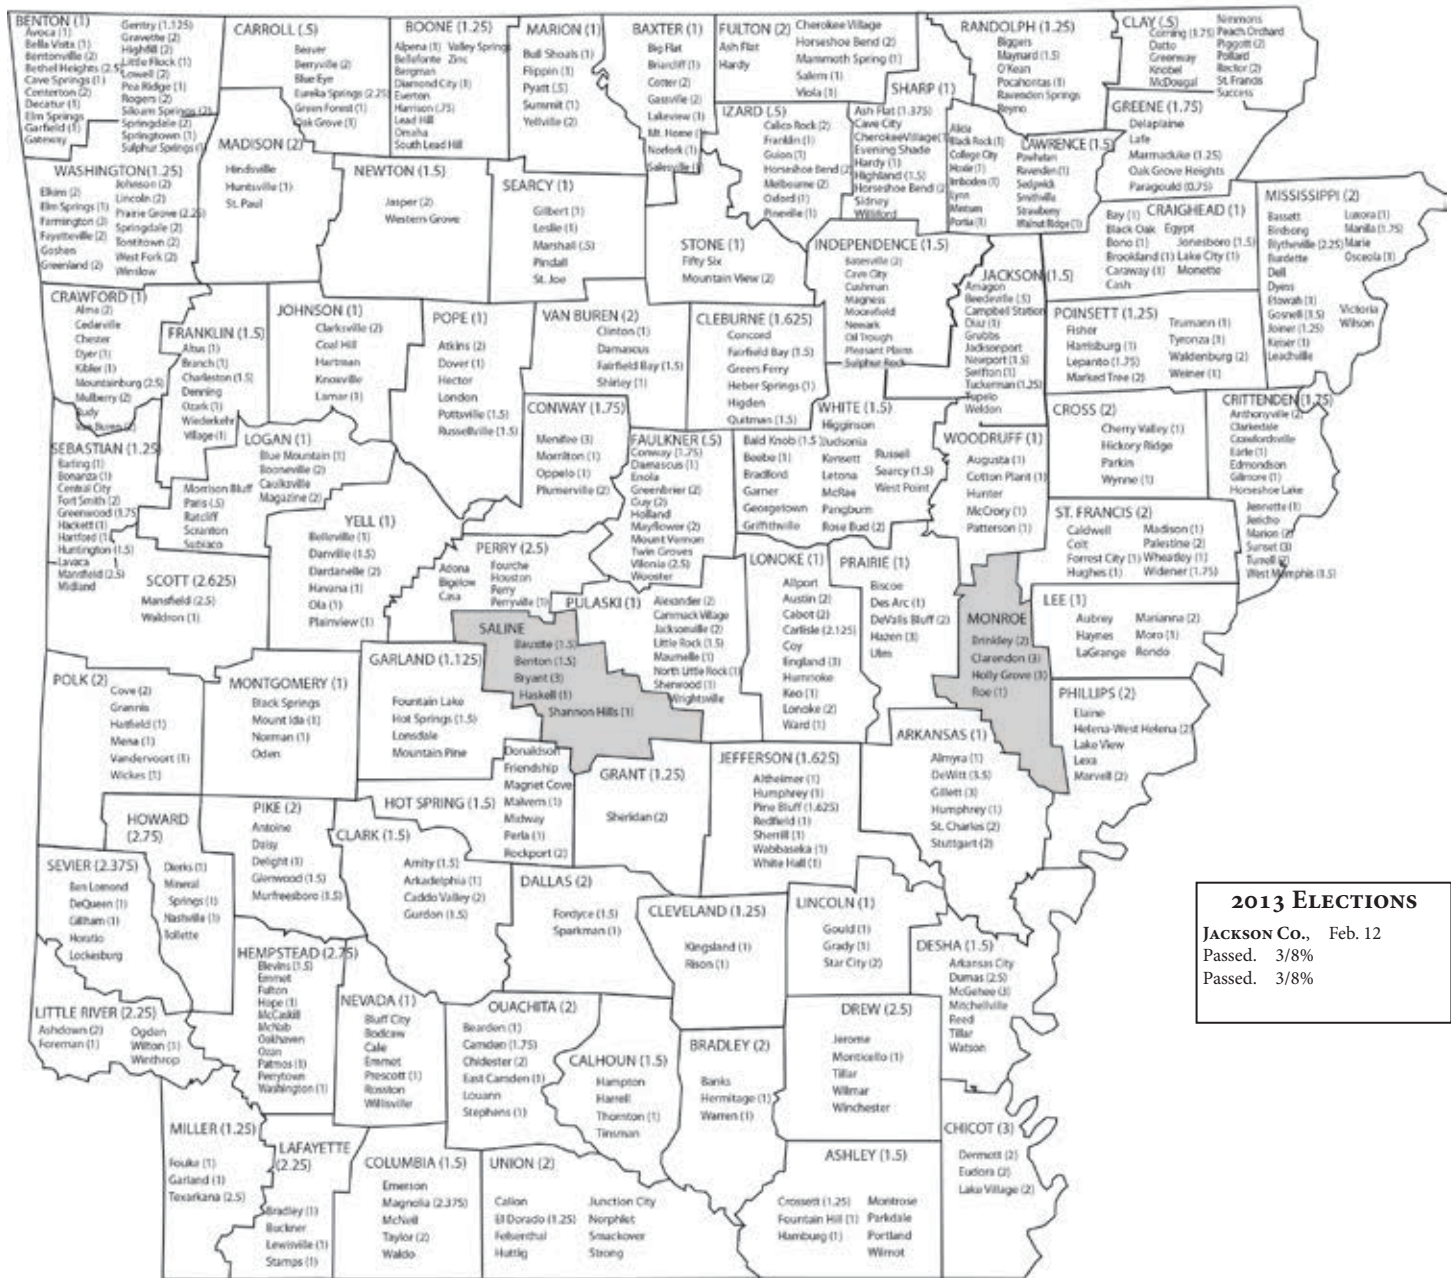 BENTON (1)
Avoca (1)
Bella Vista (1)
Bentonville (2)
Bethel Heights (2.5)
Cave Springs (1)
Centerton (2)
Decatur (1)
Elm Springs
Garfield (1)
Gateway
Gentry (1.125)
Gravette (2)
Highfill (2)
Little Flock (1)
Lowell (2)
Pea Ridge (1)
Rogers (2)
Siloam Springs (2)
Springdale (2)
Springtown (1)
Sulphur Springs (1)
CARROLL (.5)
Beaver
Berryville (2)
Blue Eye
Eureka Springs (2.25)
Green Forest (1)
Oak Grove (1)
BOONE (1.25)
Alpena (1) Valley Springs
Bellefonte Zinc
Bergman
Diamond City (1)
Everton
Harrison (.75)
Lead Hill
Omaha
South Lead Hill
MARION (1)
Bull Shoals (1)
Flippin (1)
Pyatt (.5)
Summit (1)
Yellville (2)
BAXTER (1)
Big Flat
Briarcliff (1)
Cotter (2)
Gassville (2)
Lakeview (1)
Mt. Home (1)
Norfork (1)
Salesville
FULTON (2)
Ash Flat
Hardy
Cherokee Village
Horseshoe Bend (2)
Mammoth Spring (1)
Salem (1)
Viola (1)
SHARP (1)
Ash Flat (1.375)
Cave City
Cherokee Village
Evening Shade
Hardy (1)
Highland (1.5)
Horseshoe Bend (2)
Sidney
Williford
RANDOLPH (1.25)
Biggers
Maynard (1.5)
O'Kean
Pocahontas (1)
Ravenden Springs
Reyno
CLAY (.5)
Corning (1.75)
Datto
Greenway
Knobel
McDougal
Nimmons
Peach Orchard
Piggott (2)
Pollard
Rector (2)
St. Francis
Success
GREENE (1.75)
Delaplaine
Lafe
Marmaduke (1.25)
Oak Grove Heights
Paragould (0.75)
IZARD (.5)
Calico Rock (2)
Franklin (1)
Guion (1)
Horseshoe Bend (2)
Melbourne (2)
Oxford (1)
Pineville (1)
LAWRENCE (1.5)
Alicia
Black Rock (1)
College City
Hoxie (1)
Imboden (1)
Lynn
Minturn
Portia (1)
Powhatan
Ravenden (1)
Sedgwick
Smithville
Strawberry
Walnut Ridge (1)
WASHINGTON (1.25)
Elkins (2)
Elm Springs (1)
Farmington (2)
Fayetteville (2)
Goshen
Greenland (2)
Johnson (2)
Lincoln (2)
Prairie Grove (2.25)
Springdale (2)
Tontitown (2)
West Fork (2)
Winslow
MADISON (2)
Hindsville
Huntsville (1)
St. Paul
NEWTON (1.5)
Jasper (2)
Western Grove
SEARCY (1)
Gilbert (1)
Leslie (1)
Marshall (.5)
Pindall
St. Joe
STONE (1)
Fifty Six
Mountain View (2)
INDEPENDENCE (1.5)
Batesville (2)
Cave City
Cushman
Magness
Moorefield
Newark
Oil Trough
Pleasant Plains
Sulphur Rock
JACKSON (1.5)
Amagon
Beedeville (.5)
Campbell Station
Diaz (1)
Grubbs
Jacksonport
Newport (1.5)
Swifton (1)
Tuckerman (1.25)
Tupelo
Weldon
CRAIGHEAD (1)
Bay (1)
Black Oak Egypt
Bono (1) Jonesboro (1.5)
Brookland (1) Lake City (1)
Caraway (1) Monette
Cash
MISSISSIPPI (2)
Bassett
Birdsong
Blytheville (2.25)
Burdette
Dell
Dyess
Etowah (1)
Gosnell (1.5)
Joiner (1.25)
Keiser (1)
Leachville
Luxora (1)
Manila (1.75)
Marie
Osceola (1)
Victoria
Wilson
CRAWFORD (1)
Alma (2)
Cedarville
Chester
Dyer (1)
Kibler (1)
Mountainburg (2.5)
Mulberry (2)
Rudy
Van Buren (2)
FRANKLIN (1.5)
Altus (1)
Branch (1)
Charleston (1.5)
Denning
Ozark (1)
Wiederkehr
Village (1)
JOHNSON (1)
Clarksville (2)
Coal Hill
Hartman
Knoxville
Lamar (1)
POPE (1)
Atkins (2)
Dover (1)
Hector
London
Pottsville (1.5)
Russellville (1.5)
VAN BUREN (2)
Clinton (1)
Damascus
Fairfield Bay (1.5)
Shirley (1)
CLEBURNE (1.625)
Concord
Fairfield Bay (1.5)
Greers Ferry
Heber Springs (1)
Higden
Quitman (1.5)
POINSETT (1.25)
Fisher
Harrisburg (1)
Lepanto (1.75)
Marked Tree (2)
Trumann (1)
Tyronza (1)
Waldenburg (2)
Weiner (1)
SEBASTIAN (1.25)
Barling (1)
Bonanza (1)
Central City
Fort Smith (2)
Greenwood (1.75)
Hackett (1)
Hartford (1)
Huntington (1.5)
Lavaca
Mansfield (2.5)
Midland
LOGAN (1)
Blue Mountain (1)
Booneville (2)
Caulksville
Magazine (2)
Morrison Bluff
Paris (.5)
Ratcliff
Scranton
Subiaco
CONWAY (1.75)
Menifee (3)
Morrilton (1)
Oppelo (1)
Plumerville (2)
FAULKNER (.5)
Conway (1.75)
Damascus (1)
Enola
Greenbrier (2)
Guy (2)
Holland
Mayflower (2)
Mount Vernon
Twin Groves
Vilonia (2.5)
Wooster
WHITE (1.5)
Bald Knob (1.5)
Beebe (1)
Bradford
Garner
Georgetown
Griffithville
Higginson
Judsonia
Kensett
Letona
McRae
Pangburn
Rose Bud (2)
Russell
Searcy (1.5)
West Point
WOODRUFF (1)
Augusta (1)
Cotton Plant (1)
Hunter
McCrory (1)
Patterson (1)
CROSS (2)
Cherry Valley (1)
Hickory Ridge
Parkin
Wynne (1)
CRITTENDEN (1.75)
Anthonyville (2)
Clarkedale
Crawfordsville
Earle (1)
Edmondson
Gilmore (1)
Horseshoe Lake
Jennette (1)
Jericho
Marion (2)
Sunset (3)
Turrell (2)
West Memphis (1.5)
ST. FRANCIS (2)
Caldwell
Colt
Forrest City (1)
Hughes (1)
Madison (1)
Palestine (2)
Wheatley (1)
Widener (1.75)
SCOTT (2.625)
Mansfield (2.5)
Waldron (1)
YELL (1)
Belleville (1)
Danville (1.5)
Dardanelle (2)
Havana (1)
Ola (1)
Plainview (1)
PERRY (2.5)
Adona
Bigelow
Casa
Fourche
Houston
Perry
Perryville (1)
PULASKI (1)
Alexander (2)
Cammack Village
Jacksonville (2)
Little Rock (1.5)
Maumelle (1)
North Little Rock (1)
Sherwood (1)
Wrightsville
LONOKE (1)
Allport
Austin (2)
Cabot (2)
Carlisle (2.125)
Coy
England (3)
Humnoke
Keo (1)
Lonoke (2)
Ward (1)
PRAIRIE (1)
Biscoe
Des Arc (1)
DeValls Bluff (2)
Hazen (3)
Ulm
MONROE
Brinkley (2)
Clarendon (3)
Holly Grove (3)
Roe (1)
LEE (1)
Aubrey
Haynes
LaGrange
Marianna (2)
Moro (1)
Rondo
PHILLIPS (2)
Elaine
Helena-West Helena (2)
Lake View
Lexa
Marvell (2)
SALINE
Bauxite (1.5)
Benton (1.5)
Bryant (3)
Haskell (1)
Shannon Hills (1)
GARLAND (1.125)
Fountain Lake
Hot Springs (1.5)
Lonsdale
Mountain Pine
POLK (2)
Cove (2)
Grannis
Hatfield (1)
Mena (1)
Vandervoort (1)
Wickes (1)
MONTGOMERY (1)
Black Springs
Mount Ida (1)
Norman (1)
Oden
HOT SPRING (1.5)
Donaldson
Friendship
Magnet Cove
Malvern (1)
Midway
Perla (1)
Rockport (2)
GRANT (1.25)
Sheridan (2)
JEFFERSON (1.625)
Altheimer (1)
Humphrey (1)
Pine Bluff (1.625)
Redfield (1)
Sherrill (1)
Wabbaseka (1)
White Hall (1)
ARKANSAS (1)
Almyra (1)
DeWitt (3.5)
Gillett (3)
Humphrey (1)
St. Charles (2)
Stuttgart (2)
HOWARD
(2.75)
Dierks (1)
Mineral
Springs (1)
Nashville (1)
Tollette
PIKE (2)
Antoine
Daisy
Delight (1)
Glenwood (1.5)
Murfreesboro (1.5)
CLARK (1.5)
Amity (1.5)
Arkadelphia (1)
Caddo Valley (2)
Gurdon (1.5)
SEVIER (2.375)
Ben Lomond
DeQueen (1)
Gillham (1)
Horatio
Lockesburg
DALLAS (2)
Fordyce (1.5)
Sparkman (1)
CLEVELAND (1.25)
Kingsland (1)
Rison (1)
LINCOLN (1)
Gould (1)
Grady (1)
Star City (2)
DESHA (1.5)
Arkansas City
Dumas (2.5)
McGehee (3)
Mitchellville
Reed
Tillar
Watson
2013 ELECTIONS
JACKSON CO., Feb. 12
Passed. 3/8%
Passed. 3/8%
LITTLE RIVER (2.25)
Ashdown (2)
Foreman (1)
Ogden
Wilton (1)
Winthrop
HEMPSTEAD (2.75)
Blevins (1.5)
Emmet
Fulton
Hope (1)
McCaskill
McNab
Oakhaven
Ozan
Patmos (1)
Perrytown
Washington (1)
NEVADA (1)
Bluff City
Bodcaw
Cale
Emmet
Prescott (1)
Rosston
Willisville
OUACHITA (2)
Bearden (1)
Camden (1.75)
Chidester (2)
East Camden (1)
Louann
Stephens (1)
CALHOUN (1.5)
Hampton
Harrell
Thornton (1)
Tinsman
BRADLEY (2)
Banks
Hermitage (1)
Warren (1)
DREW (2.5)
Jerome
Monticello (1)
Tillar
Wilmar
Winchester
MILLER (1.25)
Fouke (1)
Garland (1)
Texarkana (2.5)
LAFAYETTE
(2.25)
Bradley (1)
Buckner
Lewisville (1)
Stamps (1)
COLUMBIA (1.5)
Emerson
Magnolia (2.375)
McNeil
Taylor (2)
Waldo
UNION (2)
Calion
El Dorado (1.25)
Felsenthal
Huttig
Junction City
Norphlet
Smackover
Strong
ASHLEY (1.5)
Crossett (1.25)
Fountain Hill (1)
Hamburg (1)
Montrose
Parkdale
Portland
Wilmot
CHICOT (3)
Dermott (2)
Eudora (2)
Lake Village (2)